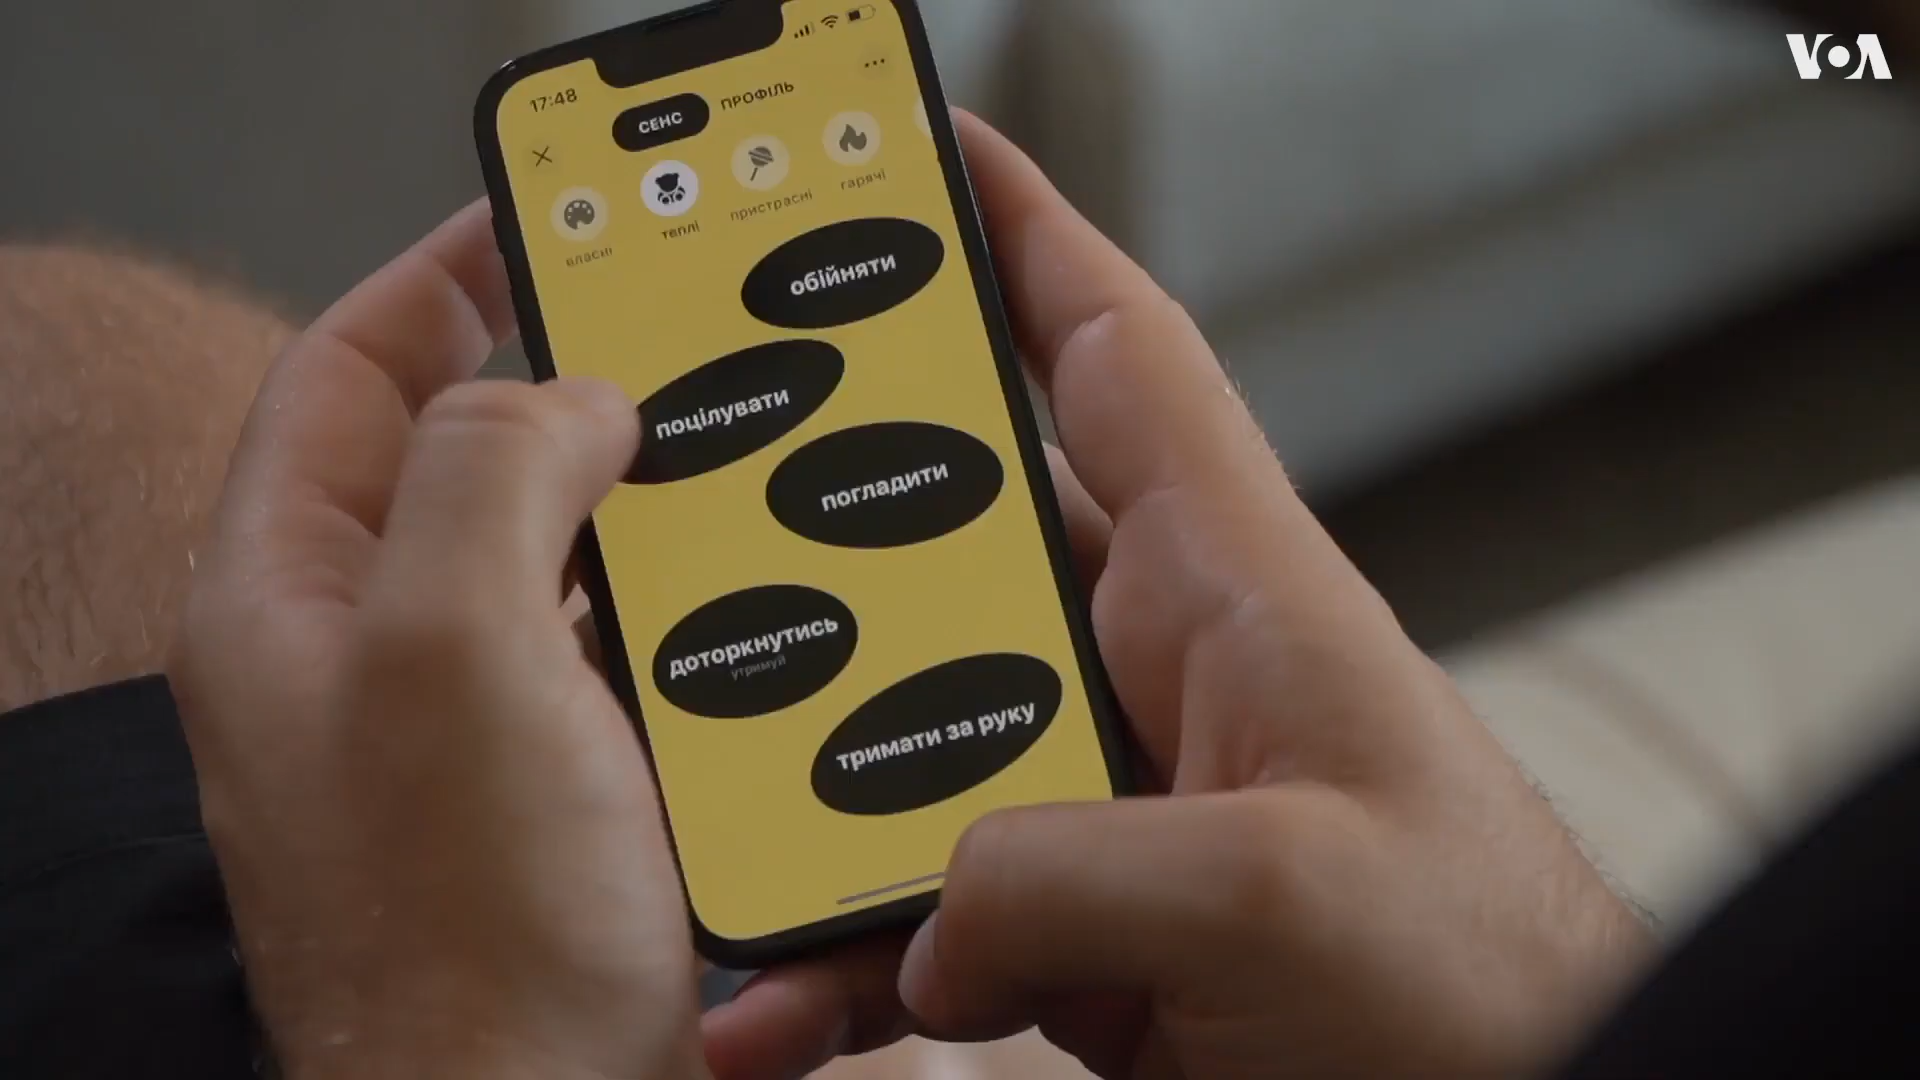 VOA
17:48
СЕНС
ПРОФІЛЬ
власні
теплі
пристрасні
гарячі
обійняти
поцілувати
погладити
доторкнутись
утримуй
тримати за руку